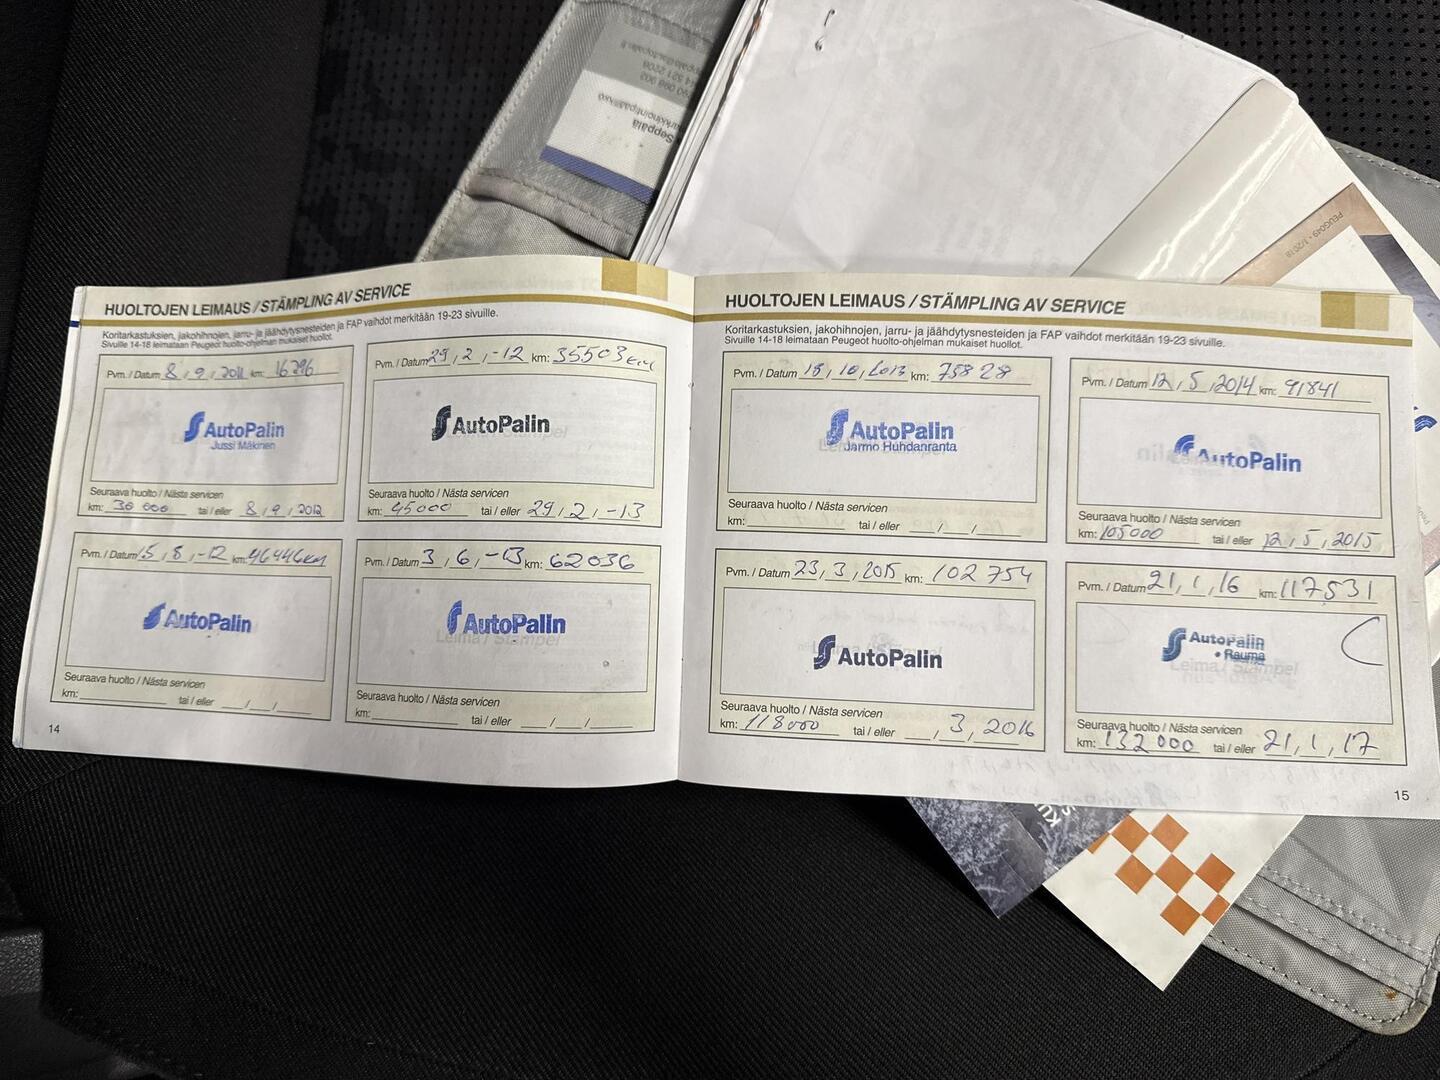 HUOLTOJEN LEIMAUS / STÄMPLING AV SERVICE
Koritarkastuksien, jakohihnojen, jarru- ja jäähdytysnesteiden ja FAP vaihdot merkitään 19-23 sivuille.
Sivuille 14-18 leimataan Peugeot huolto-ohjelman mukaiset huollot.
Pvm. / Datum 8 , 9 , 2011 km: 16296
AutoPalin
Jussi Mäkinen
Seuraava huolto / Nästa servicen
km: 30 000 tai / eller 8 , 9 , 2012
Pvm. / Datum 29 , 2 , -12 km: 35503 km
AutoPalin
Seuraava huolto / Nästa servicen
km: 45000 tai / eller 29 , 2 , -13
Pvm. / Datum 15 , 8 , -12 km: 46446km
AutoPalin
Seuraava huolto / Nästa servicen
km: tai / eller / /
14
Pvm. / Datum 3 , 6 , -13 km: 62036
AutoPalin
Leima / Stämpel
Seuraava huolto / Nästa servicen
km: tai / eller / /
HUOLTOJEN LEIMAUS / STÄMPLING AV SERVICE
Koritarkastuksien, jakohihnojen, jarru- ja jäähdytysnesteiden ja FAP vaihdot merkitään 19-23 sivuille.
Sivuille 14-18 leimataan Peugeot huolto-ohjelman mukaiset huollot.
Pvm. / Datum 18 , 10 , 2013 km: 75828
AutoPalin
Jarmo Huhdanranta
Seuraava huolto / Nästa servicen
km: tai / eller / /
Pvm. / Datum 12 , 5 , 2014 km: 91841
AutoPalin
Seuraava huolto / Nästa servicen
km: 105000 tai / eller 12 , 5 , 2015
Pvm. / Datum 23 , 3 , 2015 km: 102754
AutoPalin
Seuraava huolto / Nästa servicen
km: 118000 tai / eller , 3 , 2016
Pvm. / Datum 21 , 1 , 16 km: 117531
AutoPalin
• Rauma
Leima / Stämpel
Seuraava huolto / Nästa servicen
km: 132 000 tai / eller 21 , 1 , 17
15
Seppälä
PEUG049 • 1/2018